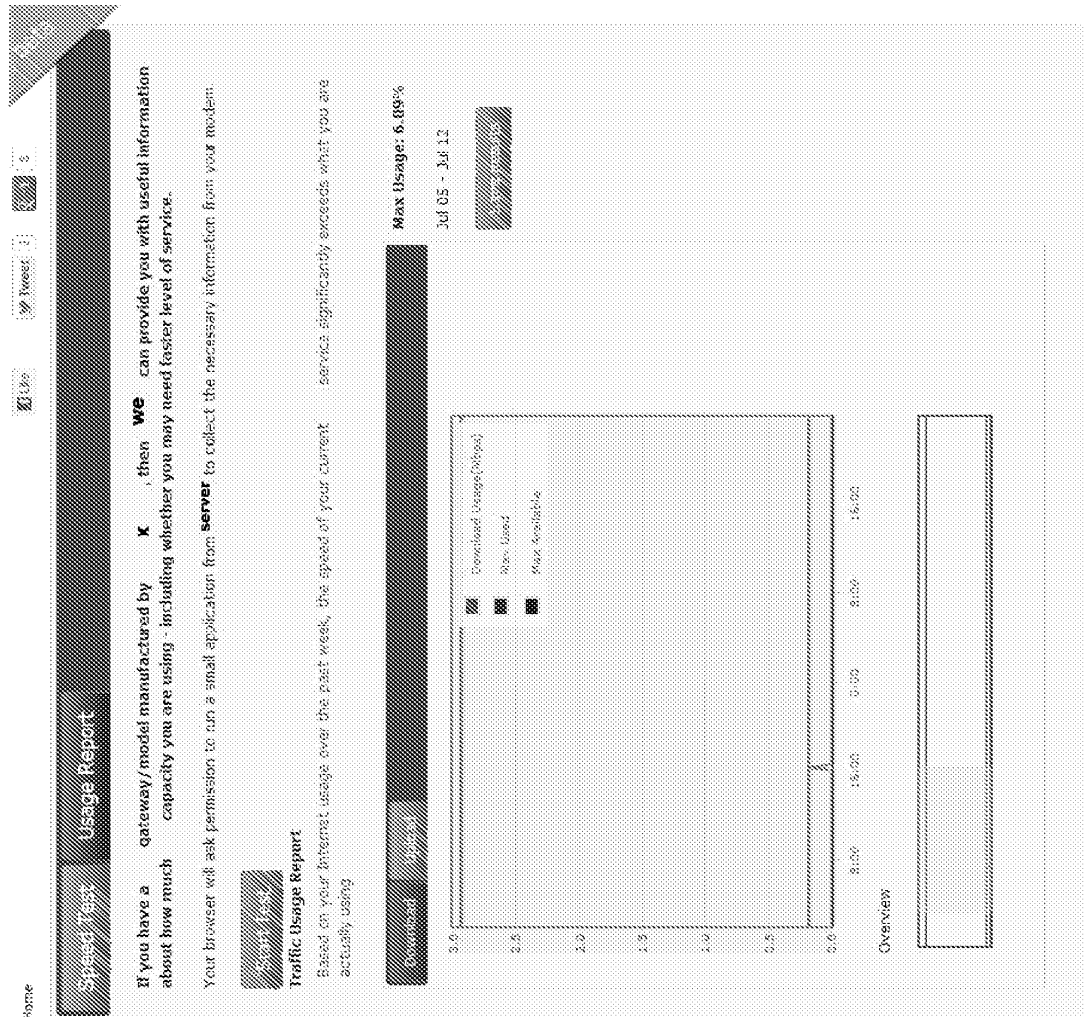 Home
Like
Tweet
Speed Test
Usage Report
If you have a gateway/model manufactured by x , then we can provide you with useful information
about how much capacity you are using - including whether you may need faster level of service.
Your browser will ask permission to run a small application from server to collect the necessary information from your modem.
Start Test
Traffic Usage Report
Based on your Internet usage over the past week, the speed of your current service significantly exceeds what you are
actually using
Download
Upload
Max Usage: 6.09%
Jul 05 - Jul 12
3.0
2.5
2.0
1.5
1.0
0.5
0.0
Download Usage(Mbps)
Max Used
Max Available
8:00
16:00
0:00
8:00
16:00
Overview